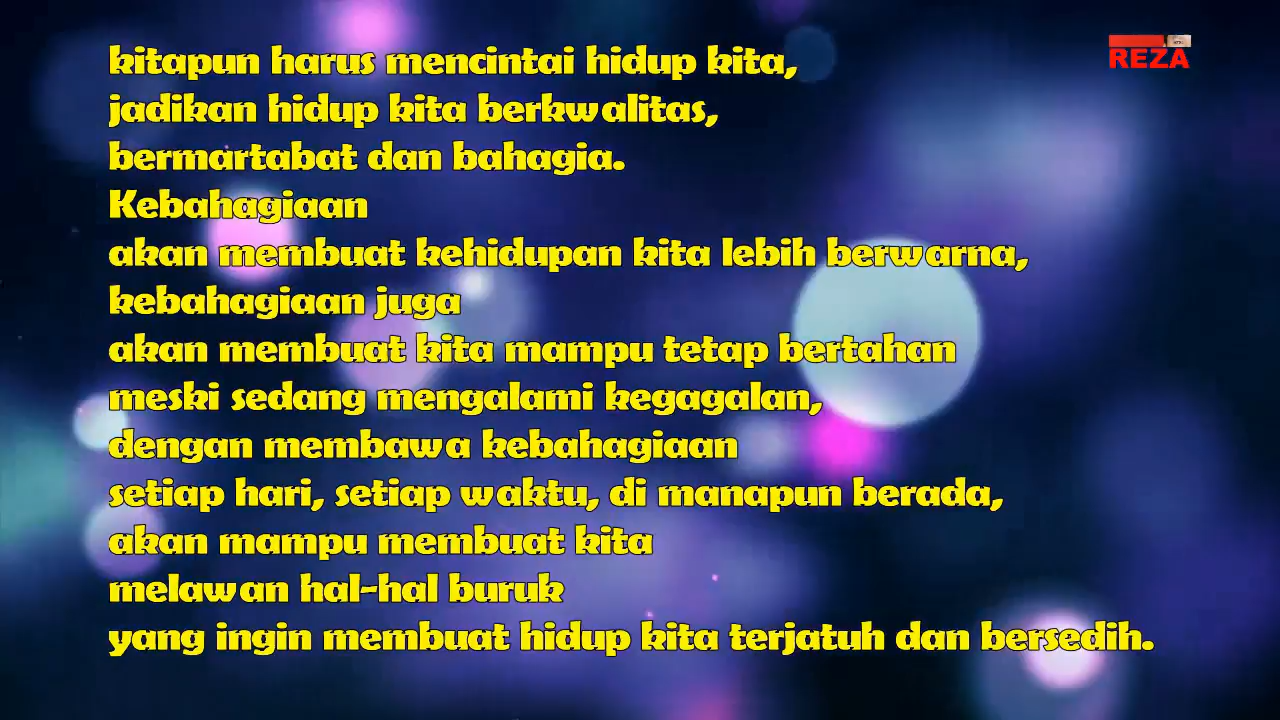 kitapun harus mencintai hidup kita,
jadikan hidup kita berkwalitas,
bermartabat dan bahagia.
Kebahagiaan
akan membuat kehidupan kita lebih berwarna,
kebahagiaan juga
akan membuat kita mampu tetap bertahan
meski sedang mengalami kegagalan,
dengan membawa kebahagiaan
setiap hari, setiap waktu, di manapun berada,
akan mampu membuat kita
melawan hal-hal buruk
yang ingin membuat hidup kita terjatuh dan bersedih.
REZA